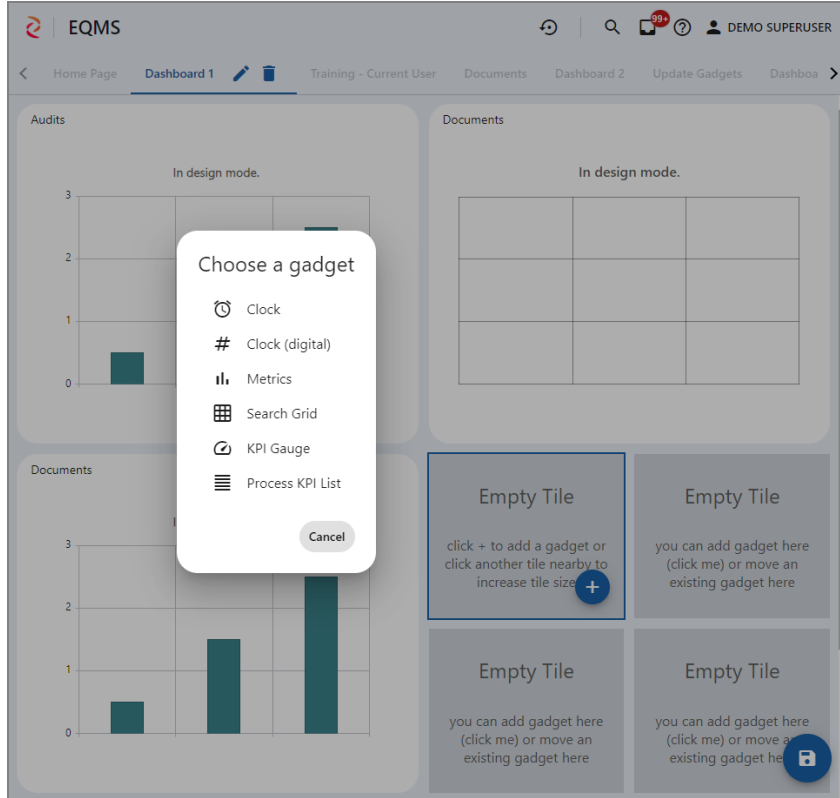 EQMS
99+
DEMO SUPERUSER
Home Page
Dashboard 1
Training - Current User
Documents
Dashboard 2
Update Gadgets
Dashboa
Audits
In design mode.
3
2
1
0
Documents
In design mode.
Choose a gadget
Clock
Clock (digital)
Metrics
Search Grid
KPI Gauge
Process KPI List
Cancel
Documents
3
2
1
0
Empty Tile
click + to add a gadget or
click another tile nearby to
increase tile size
Empty Tile
you can add gadget here
(click me) or move an
existing gadget here
Empty Tile
you can add gadget here
(click me) or move an
existing gadget here
Empty Tile
you can add gadget here
(click me) or move
existing gadget